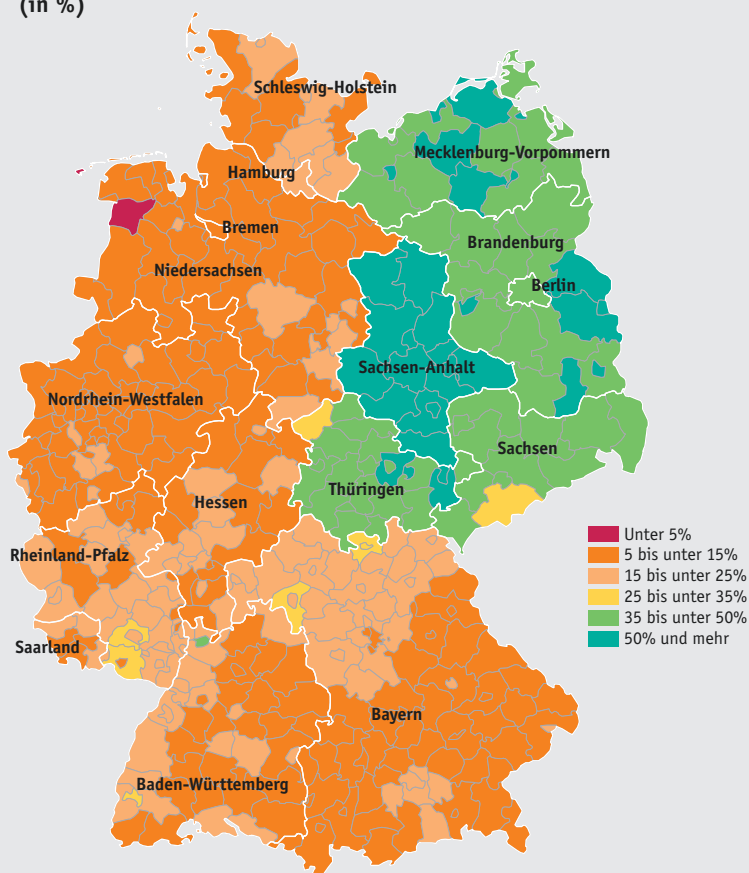 (in %)
Schleswig-Holstein
Mecklenburg-Vorpommern
Hamburg
Bremen
Brandenburg
Niedersachsen
Berlin
Sachsen-Anhalt
Nordrhein-Westfalen
Sachsen
Thüringen
Hessen
Rheinland-Pfalz
Saarland
Bayern
Baden-Württemberg
Unter 5%
5 bis unter 15%
15 bis unter 25%
25 bis unter 35%
35 bis unter 50%
50% und mehr